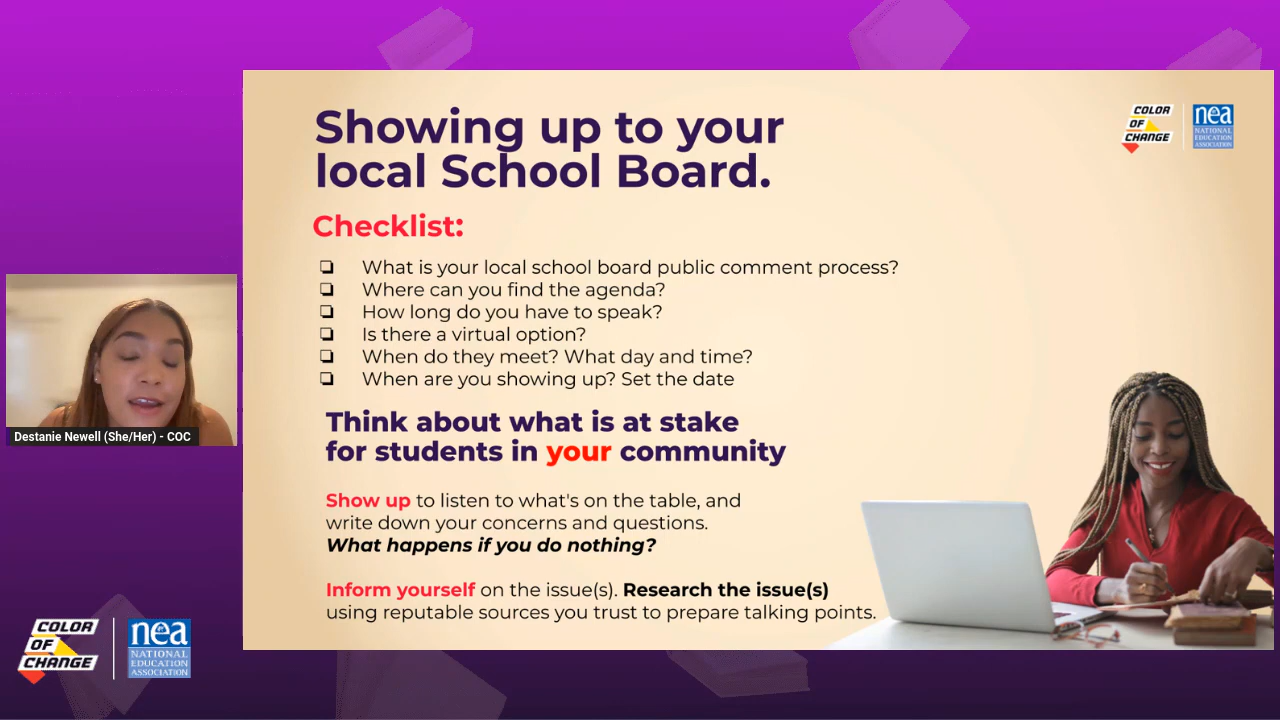 Showing up to your
local School Board.
COLOR
OF
CHANGE
nea
NATIONAL
EDUCATION
ASSOCIATION
Checklist:
❏ What is your local school board public comment process?
❏ Where can you find the agenda?
❏ How long do you have to speak?
❏ Is there a virtual option?
❏ When do they meet? What day and time?
❏ When are you showing up? Set the date
Think about what is at stake
for students in your community
Show up to listen to what's on the table, and
write down your concerns and questions.
What happens if you do nothing?
Inform yourself on the issue(s). Research the issue(s)
using reputable sources you trust to prepare talking points.
Destanie Newell (She/Her) - COC
COLOR
OF
CHANGE
nea
NATIONAL
EDUCATION
ASSOCIATION